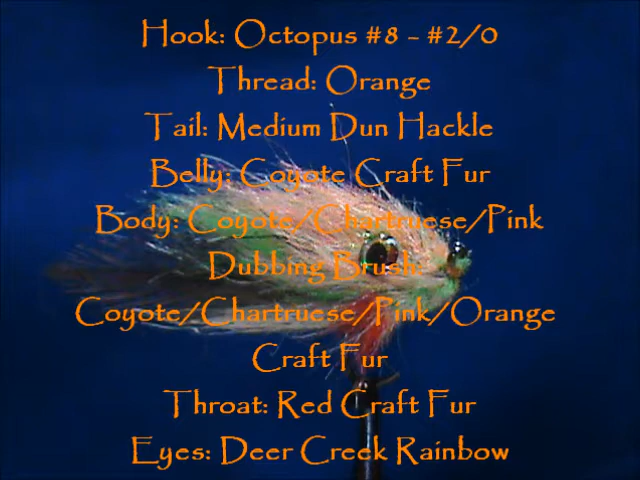 Hook: Octopus #8 - #2/0
Thread: Orange
Tail: Medium Dun Hackle
Belly: Coyote Craft Fur
Body: Coyote/Chartruese/Pink
Dubbing Brush:
Coyote/Chartruese/Pink/Orange
Craft Fur
Throat: Red Craft Fur
Eyes: Deer Creek Rainbow